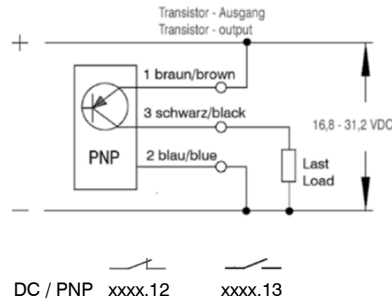 Transistor - Ausgang
Transistor - output
+
1 braun/brown
3 schwarz/black
16,8 - 31,2 VDC
PNP
2 blau/blue
Last
Load
—
DC / PNP xxxx.12 xxxx.13